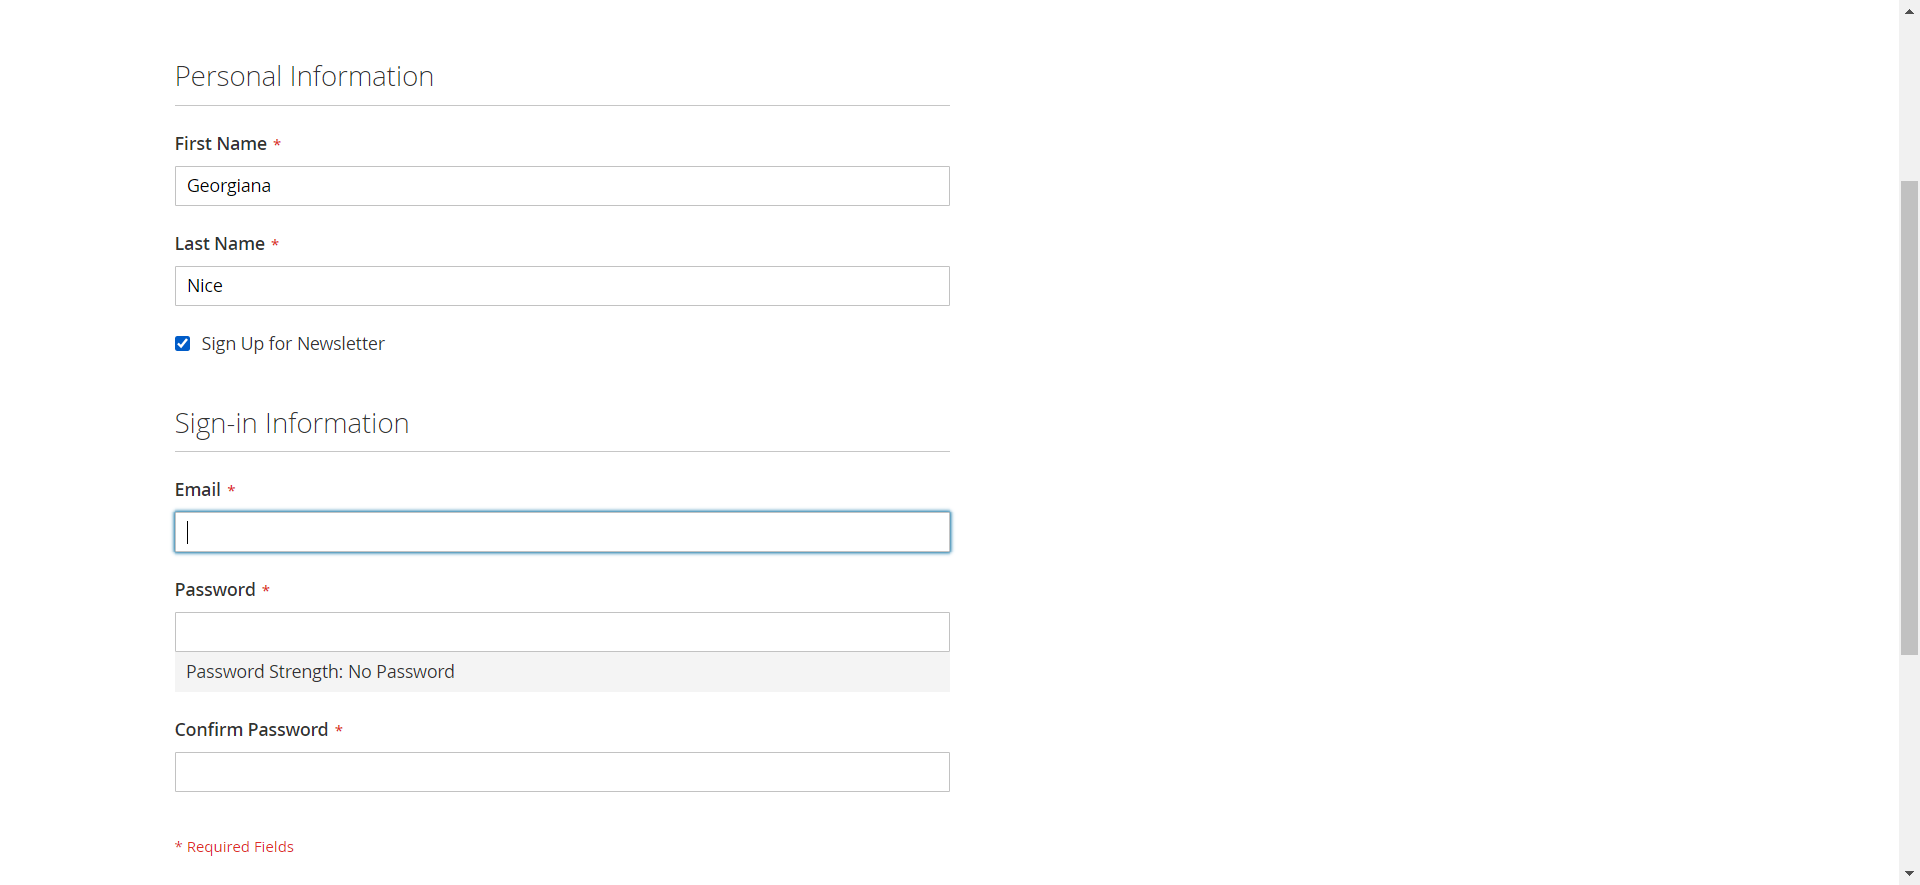 Personal Information
First Name *
Georgiana
Last Name *
Nice
Sign Up for Newsletter
Sign-in Information
Email *
Password *
Password Strength: No Password
Confirm Password *
* Required Fields